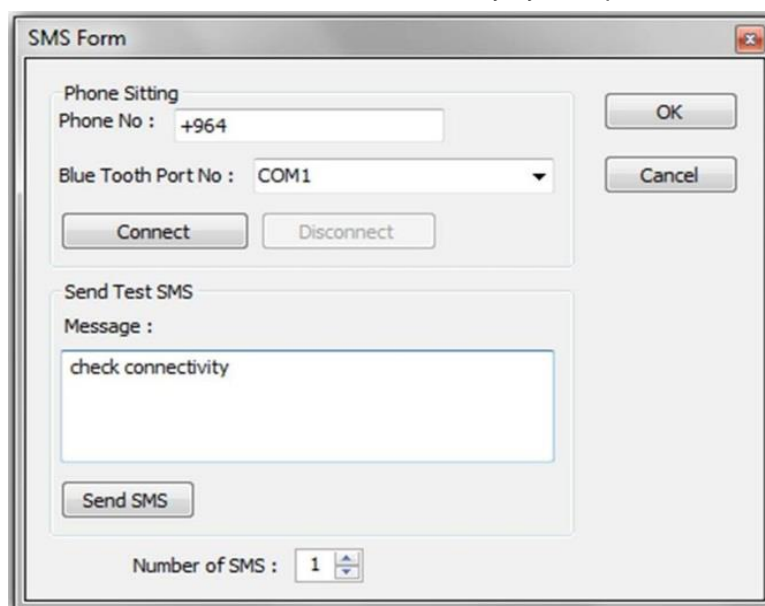 SMS Form
Phone Sitting
Phone No : +964
OK
Blue Tooth Port No : COM1
Cancel
Connect Disconnect
Send Test SMS
Message :
check connectivity
Send SMS
Number of SMS : 1